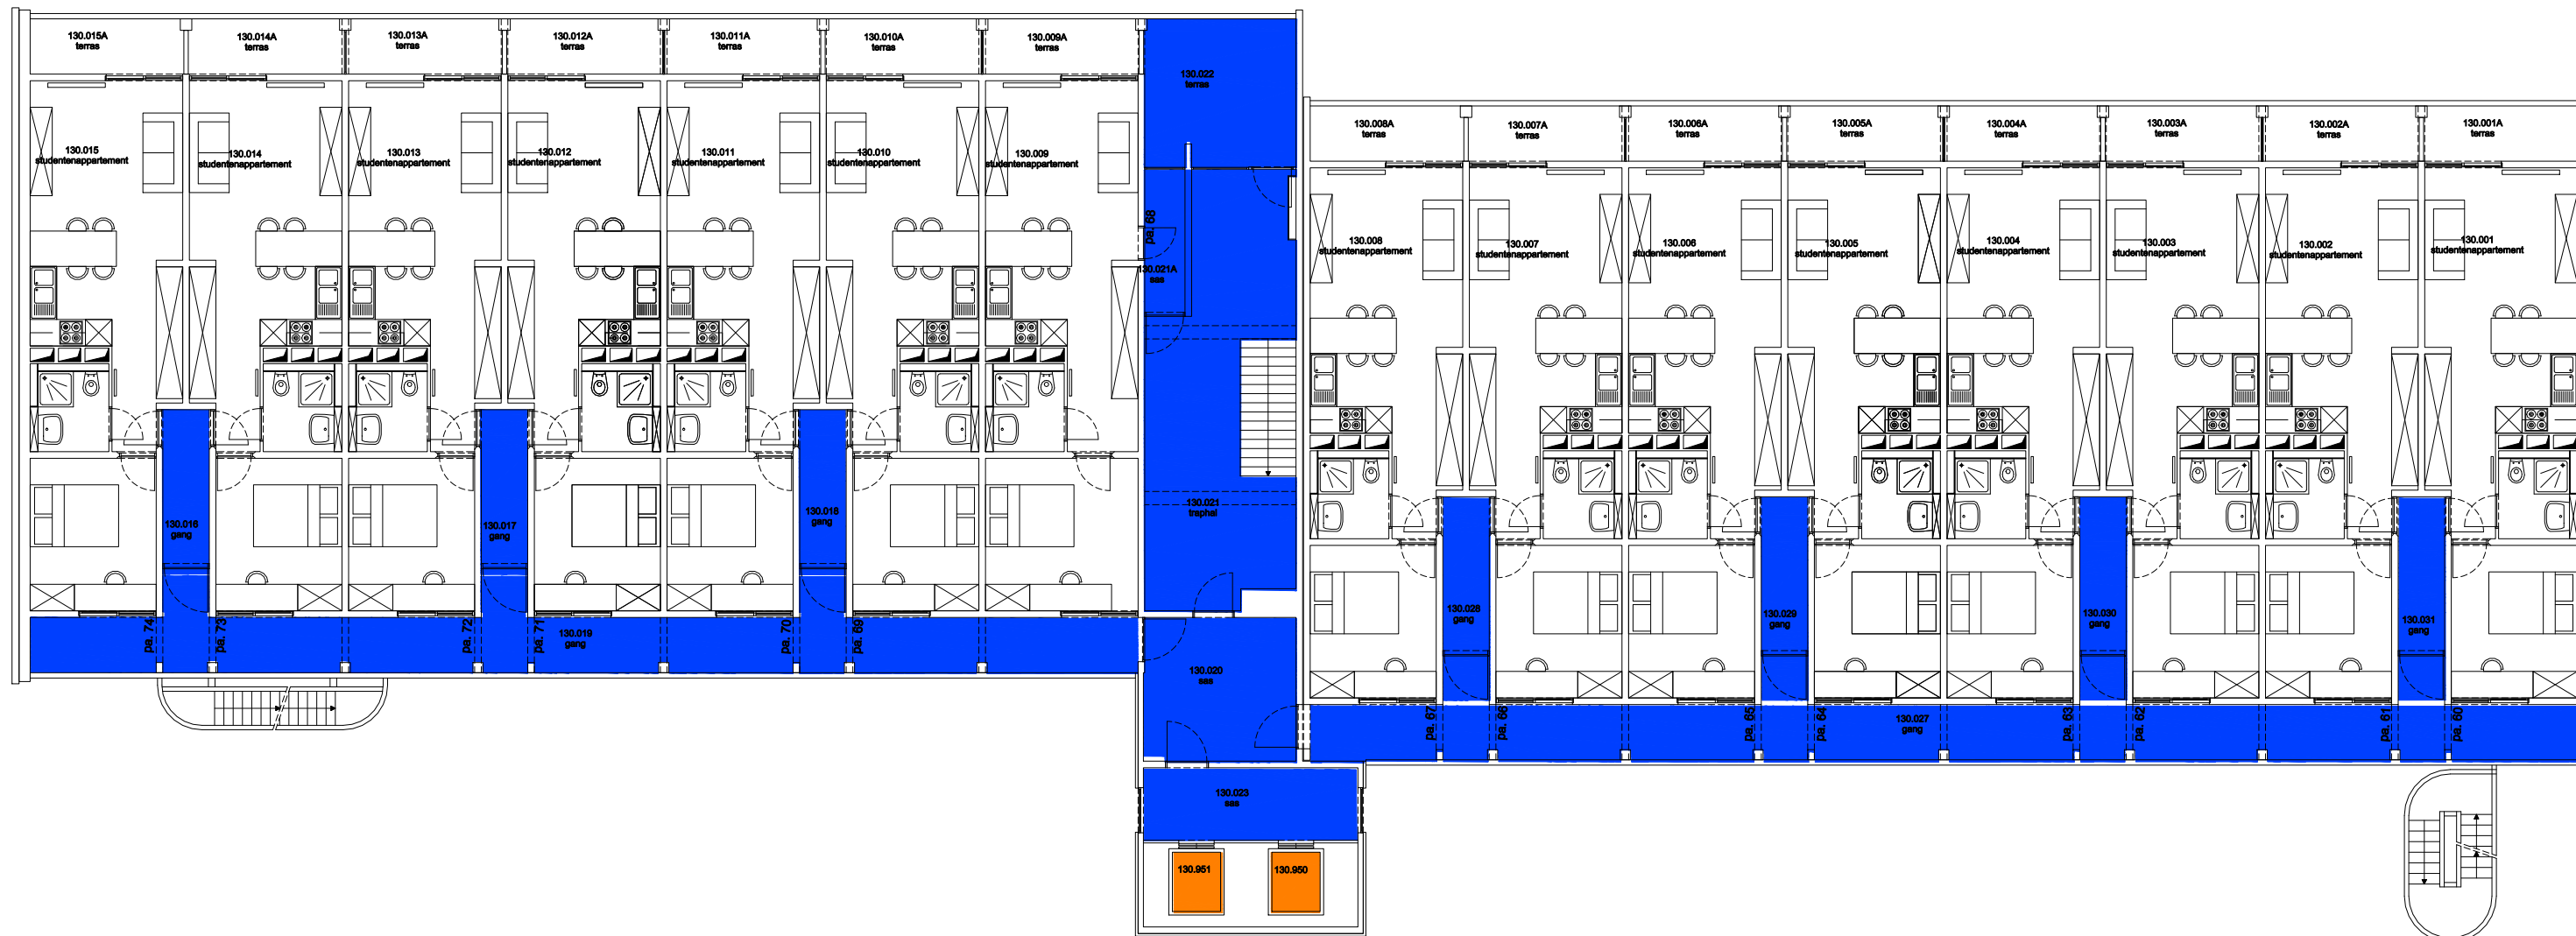 130.015A
terras
130.014A
terras
130.013A
terras
130.012A
terras
130.011A
terras
130.010A
terras
130.009A
terras
130.022
terras
130.008A
terras
130.007A
terras
130.006A
terras
130.005A
terras
130.004A
terras
130.003A
terras
130.002A
terras
130.001A
terras
130.015
studentenappartement
130.014
studentenappartement
130.013
studentenappartement
130.012
studentenappartement
130.011
studentenappartement
130.010
studentenappartement
130.009
studentenappartement
pa. 68
130.021A
sas
130.008
studentenappartement
130.007
studentenappartement
130.006
studentenappartement
130.005
studentenappartement
130.004
studentenappartement
130.003
studentenappartement
130.002
studentenappartement
130.001
studentenappartement
130.016
gang
130.017
gang
130.018
gang
130.021
traphal
130.028
gang
130.029
gang
130.030
gang
130.031
gang
pa. 74
pa. 73
pa. 72
pa. 71
130.019
gang
pa. 70
pa. 69
130.020
sas
pa. 67
pa. 66
pa. 65
pa. 64
130.027
gang
pa. 63
pa. 62
pa. 61
pa. 60
130.023
sas
130.951
130.950